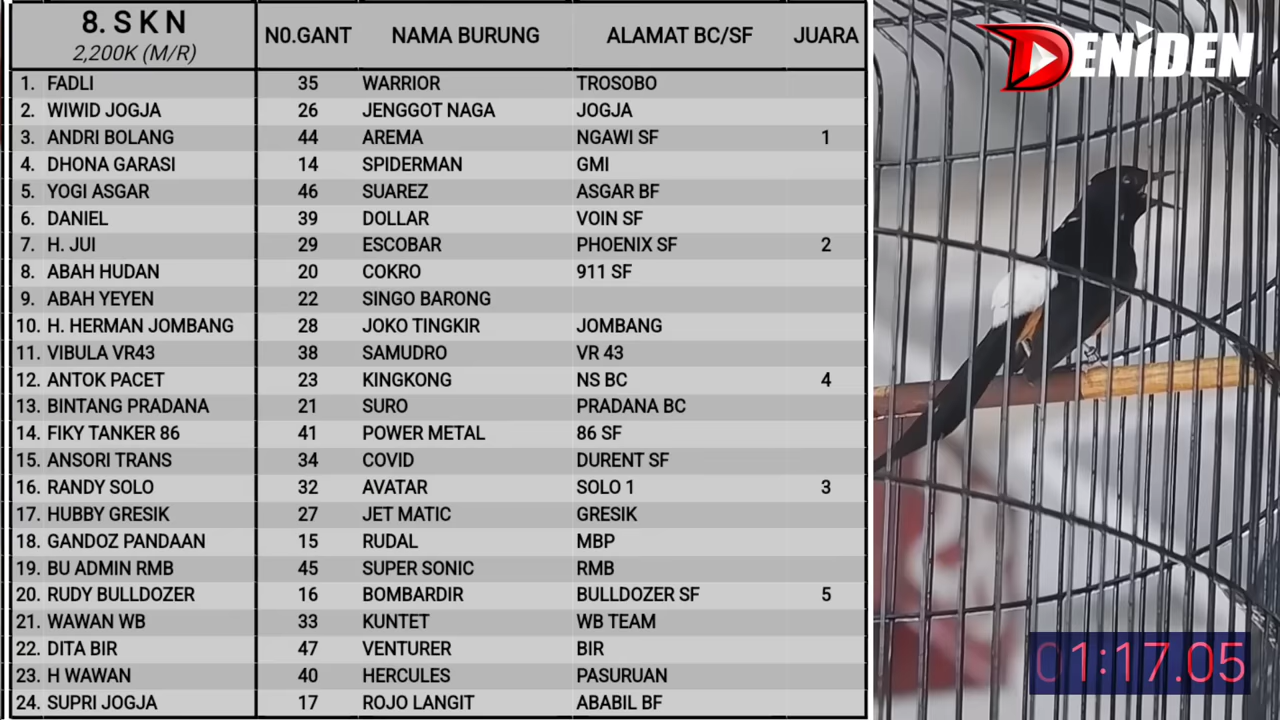 8. S K N
2,200K (M/R)
N0.GANT NAMA BURUNG ALAMAT BC/SF JUARA
1. FADLI 35 WARRIOR TROSOBO
2. WIWID JOGJA 26 JENGGOT NAGA JOGJA
3. ANDRI BOLANG 44 AREMA NGAWI SF 1
4. DHONA GARASI 14 SPIDERMAN GMI
5. YOGI ASGAR 46 SUAREZ ASGAR BF
6. DANIEL 39 DOLLAR VOIN SF
7. H. JUI 29 ESCOBAR PHOENIX SF 2
8. ABAH HUDAN 20 COKRO 911 SF
9. ABAH YEYEN 22 SINGO BARONG
10. H. HERMAN JOMBANG 28 JOKO TINGKIR JOMBANG
11. VIBULA VR43 38 SAMUDRO VR 43
12. ANTOK PACET 23 KINGKONG NS BC 4
13. BINTANG PRADANA 21 SURO PRADANA BC
14. FIKY TANKER 86 41 POWER METAL 86 SF
15. ANSORI TRANS 34 COVID DURENT SF
16. RANDY SOLO 32 AVATAR SOLO 1 3
17. HUBBY GRESIK 27 JET MATIC GRESIK
18. GANDOZ PANDAAN 15 RUDAL MBP
19. BU ADMIN RMB 45 SUPER SONIC RMB
20. RUDY BULLDOZER 16 BOMBARDIR BULLDOZER SF 5
21. WAWAN WB 33 KUNTET WB TEAM
22. DITA BIR 47 VENTURER BIR
23. H WAWAN 40 HERCULES PASURUAN
24. SUPRI JOGJA 17 ROJO LANGIT ABABIL BF
DENIDEN
01:17.05